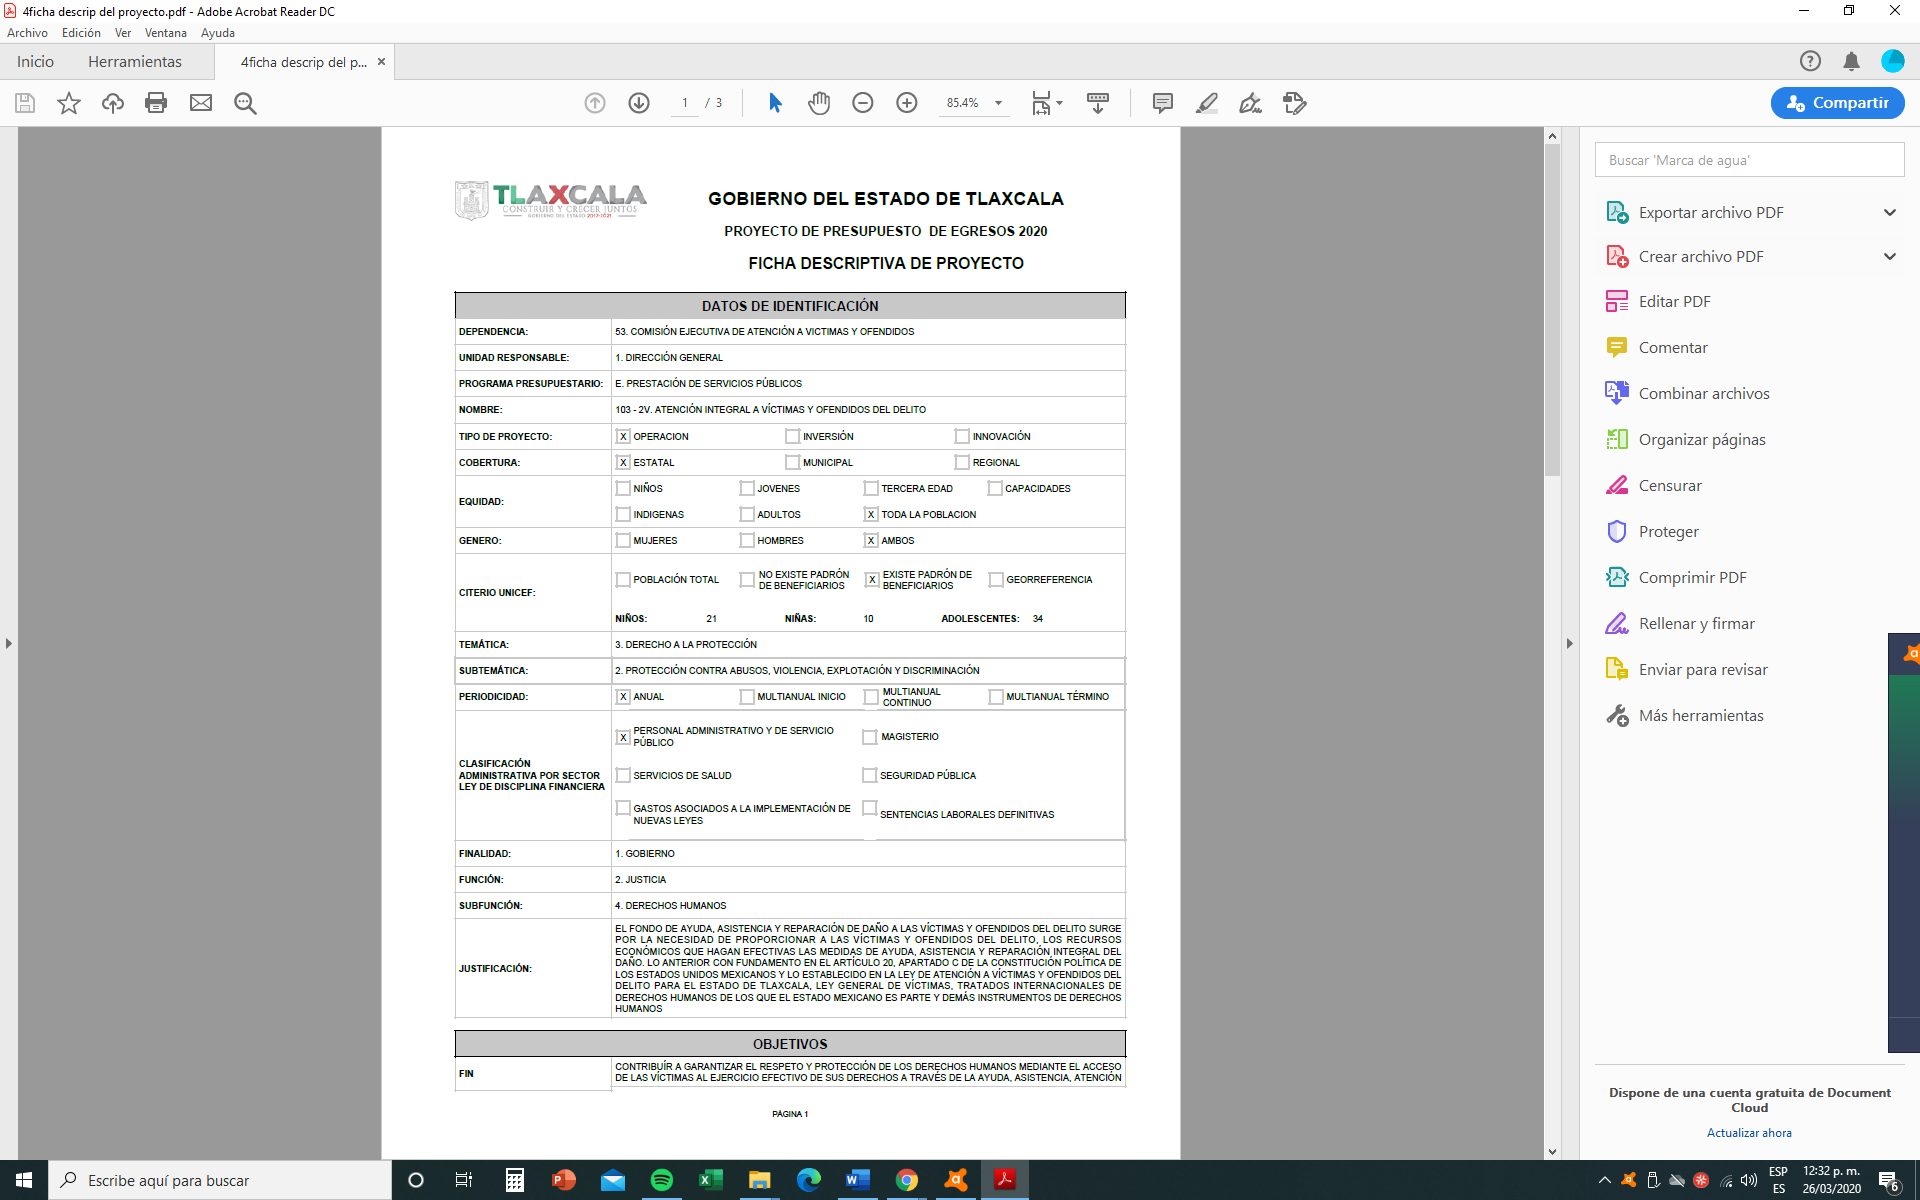 4ficha descrip del proyecto.pdf - Adobe Acrobat Reader DC
Archivo Edición Ver Ventana Ayuda
Inicio Herramientas 4ficha descrip del p... ×
1 / 3 85.4% Compartir
TLAXCALA
CONSTRUIR Y CRECER JUNTOS
GOBIERNO DEL ESTADO 2017-2021
GOBIERNO DEL ESTADO DE TLAXCALA
PROYECTO DE PRESUPUESTO DE EGRESOS 2020
FICHA DESCRIPTIVA DE PROYECTO
DATOS DE IDENTIFICACIÓN
DEPENDENCIA: 53. COMISIÓN EJECUTIVA DE ATENCIÓN A VICTIMAS Y OFENDIDOS
UNIDAD RESPONSABLE: 1. DIRECCIÓN GENERAL
PROGRAMA PRESUPUESTARIO: E. PRESTACIÓN DE SERVICIOS PÚBLICOS
NOMBRE: 103 - 2V. ATENCIÓN INTEGRAL A VÍCTIMAS Y OFENDIDOS DEL DELITO
TIPO DE PROYECTO: X OPERACION INVERSIÓN INNOVACIÓN
COBERTURA: X ESTATAL MUNICIPAL REGIONAL
EQUIDAD:
NIÑOS JOVENES TERCERA EDAD CAPACIDADES
INDIGENAS ADULTOS X TODA LA POBLACION
GENERO: MUJERES HOMBRES X AMBOS
CITERIO UNICEF:
POBLACIÓN TOTAL NO EXISTE PADRÓN DE BENEFICIARIOS X EXISTE PADRÓN DE BENEFICIARIOS GEORREFERENCIA
NIÑOS: 21 NIÑAS: 10 ADOLESCENTES: 34
TEMÁTICA: 3. DERECHO A LA PROTECCIÓN
SUBTEMÁTICA: 2. PROTECCIÓN CONTRA ABUSOS, VIOLENCIA, EXPLOTACIÓN Y DISCRIMINACIÓN
PERIODICIDAD: X ANUAL MULTIANUAL INICIO MULTIANUAL CONTINUO MULTIANUAL TÉRMINO
CLASIFICACIÓN
ADMINISTRATIVA POR SECTOR
LEY DE DISCIPLINA FINANCIERA
X PERSONAL ADMINISTRATIVO Y DE SERVICIO PÚBLICO MAGISTERIO
SERVICIOS DE SALUD SEGURIDAD PÚBLICA
GASTOS ASOCIADOS A LA IMPLEMENTACIÓN DE NUEVAS LEYES SENTENCIAS LABORALES DEFINITIVAS
FINALIDAD: 1. GOBIERNO
FUNCIÓN: 2. JUSTICIA
SUBFUNCIÓN: 4. DERECHOS HUMANOS
JUSTIFICACIÓN:
EL FONDO DE AYUDA, ASISTENCIA Y REPARACIÓN DE DAÑO A LAS VÍCTIMAS Y OFENDIDOS DEL DELITO SURGE
POR LA NECESIDAD DE PROPORCIONAR A LAS VÍCTIMAS Y OFENDIDOS DEL DELITO, LOS RECURSOS
ECONÓMICOS QUE HAGAN EFECTIVAS LAS MEDIDAS DE AYUDA, ASISTENCIA Y REPARACIÓN INTEGRAL DEL
DAÑO. LO ANTERIOR CON FUNDAMENTO EN EL ARTÍCULO 20, APARTADO C DE LA CONSTITUCIÓN POLÍTICA DE
LOS ESTADOS UNIDOS MEXICANOS Y LO ESTABLECIDO EN LA LEY DE ATENCIÓN A VÍCTIMAS Y OFENDIDOS DEL
DELITO PARA EL ESTADO DE TLAXCALA, LEY GENERAL DE VÍCTIMAS, TRATADOS INTERNACIONALES DE
DERECHOS HUMANOS DE LOS QUE EL ESTADO MEXICANO ES PARTE Y DEMÁS INSTRUMENTOS DE DERECHOS
HUMANOS
OBJETIVOS
FIN
CONTRIBUÍR A GARANTIZAR EL RESPETO Y PROTECCIÓN DE LOS DERECHOS HUMANOS MEDIANTE EL ACCESO
DE LAS VÍCTIMAS AL EJERCICIO EFECTIVO DE SUS DERECHOS A TRAVÉS DE LA AYUDA, ASISTENCIA, ATENCIÓN
PÁGINA 1
Buscar 'Marca de agua'
Exportar archivo PDF
Crear archivo PDF
Editar PDF
Comentar
Combinar archivos
Organizar páginas
Censurar
Proteger
Comprimir PDF
Rellenar y firmar
Enviar para revisar
Más herramientas
Dispone de una cuenta gratuita de Document
Cloud
Actualizar ahora
Escribe aquí para buscar
ESP
ES
12:32 p. m.
26/03/2020
6